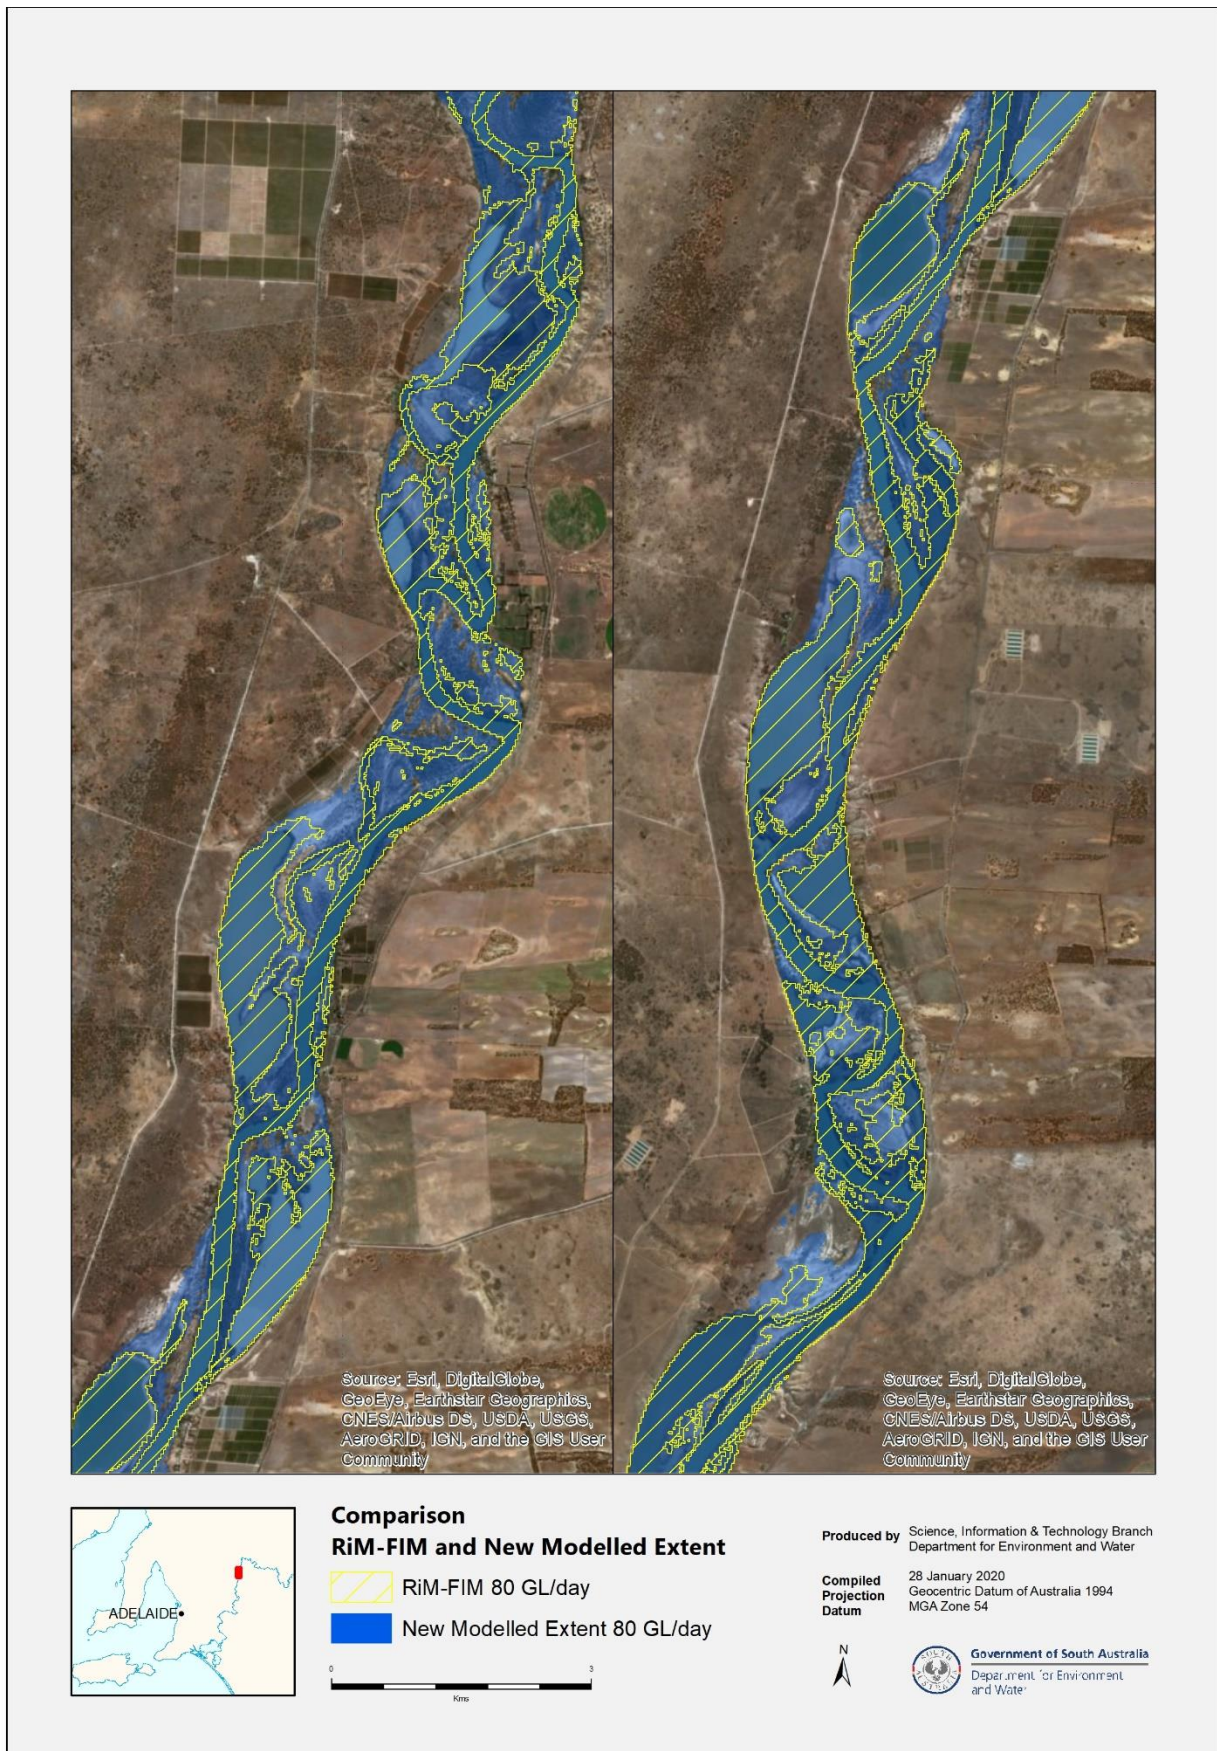 Source: Esri, DigitalGlobe,
GeoEye, Earthstar Geographics,
CNES/Airbus DS, USDA, USGS,
AeroGRID, IGN, and the GIS User
Community
Source: Esri, DigitalGlobe,
GeoEye, Earthstar Geographics,
CNES/Airbus DS, USDA, USGS,
AeroGRID, IGN, and the GIS User
Community
ADELAIDE
Comparison
RiM-FIM and New Modelled Extent
RiM-FIM 80 GL/day
New Modelled Extent 80 GL/day
0 3
Kms
Produced by Science, Information & Technology Branch
Department for Environment and Water
Compiled 28 January 2020
Projection Geocentric Datum of Australia 1994
Datum MGA Zone 54
N
SOUTH AUSTRALIA
Government of South Australia
Department for Environment
and Water